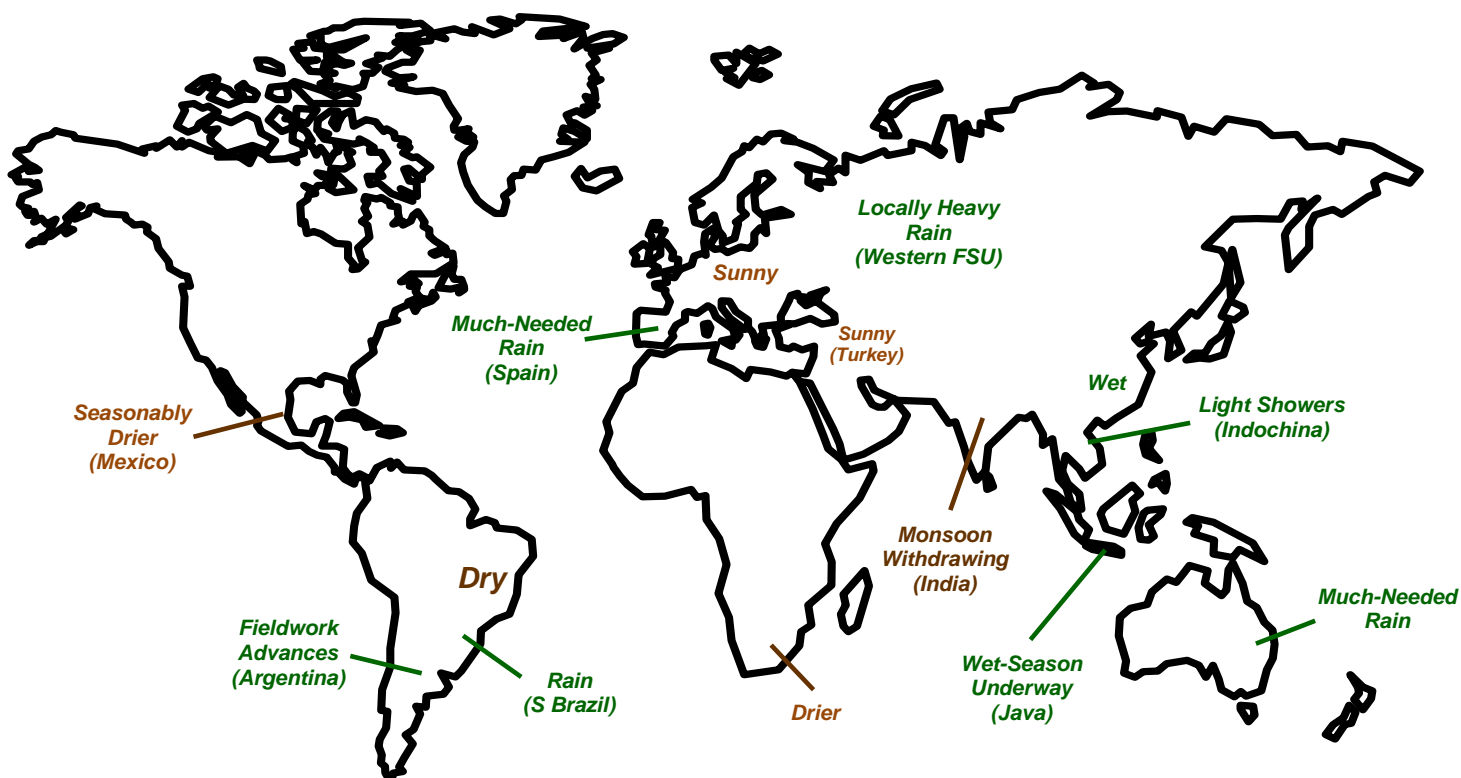 Locally Heavy
Rain
(Western FSU)
Sunny
Much-Needed
Rain
(Spain)
Sunny
(Turkey)
Wet
Seasonably
Drier
(Mexico)
Light Showers
(Indochina)
Monsoon
Withdrawing
(India)
Dry
Much-Needed
Rain
Fieldwork
Advances
(Argentina)
Rain
(S Brazil)
Wet-Season
Underway
(Java)
Drier